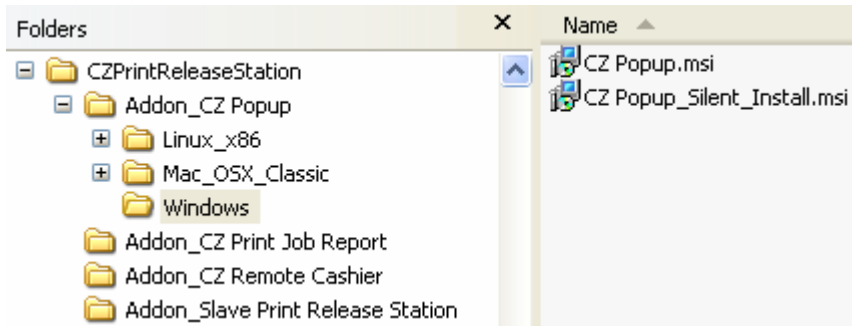 Folders
CZPrintReleaseStation
Addon_CZ Popup
Linux_x86
Mac_OSX_Classic
Windows
Addon_CZ Print Job Report
Addon_CZ Remote Cashier
Addon_Slave Print Release Station
Name
CZ Popup.msi
CZ Popup_Silent_Install.msi